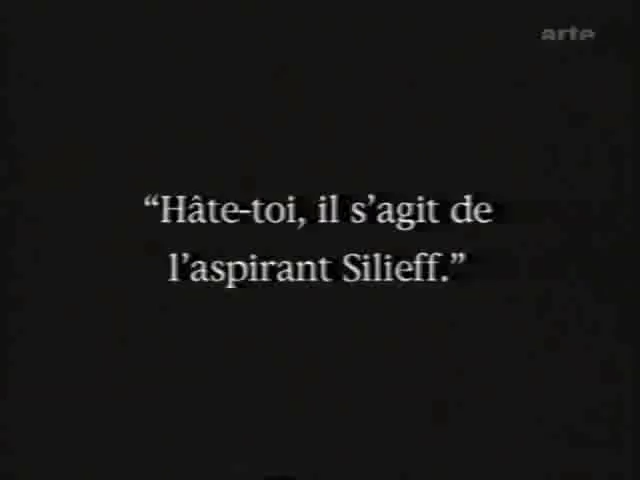 arte
“Hâte-toi, il s’agit de
l’aspirant Silieff.”